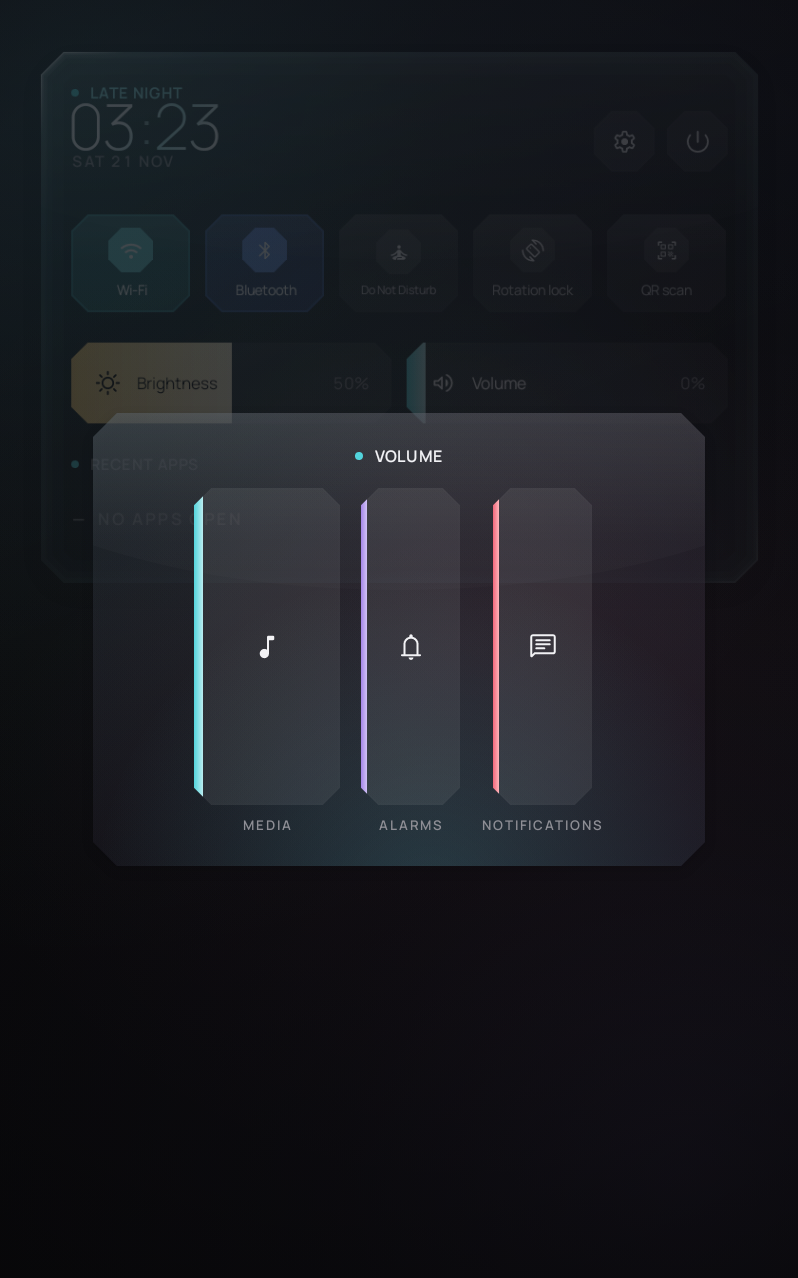 LATE NIGHT
03:23
SAT 21 NOV
Wi-Fi
Bluetooth
Do Not Disturb
Rotation lock
QR scan
Brightness
50%
Volume
0%
RECENT APPS
— NO APPS OPEN
VOLUME
MEDIA
ALARMS
NOTIFICATIONS